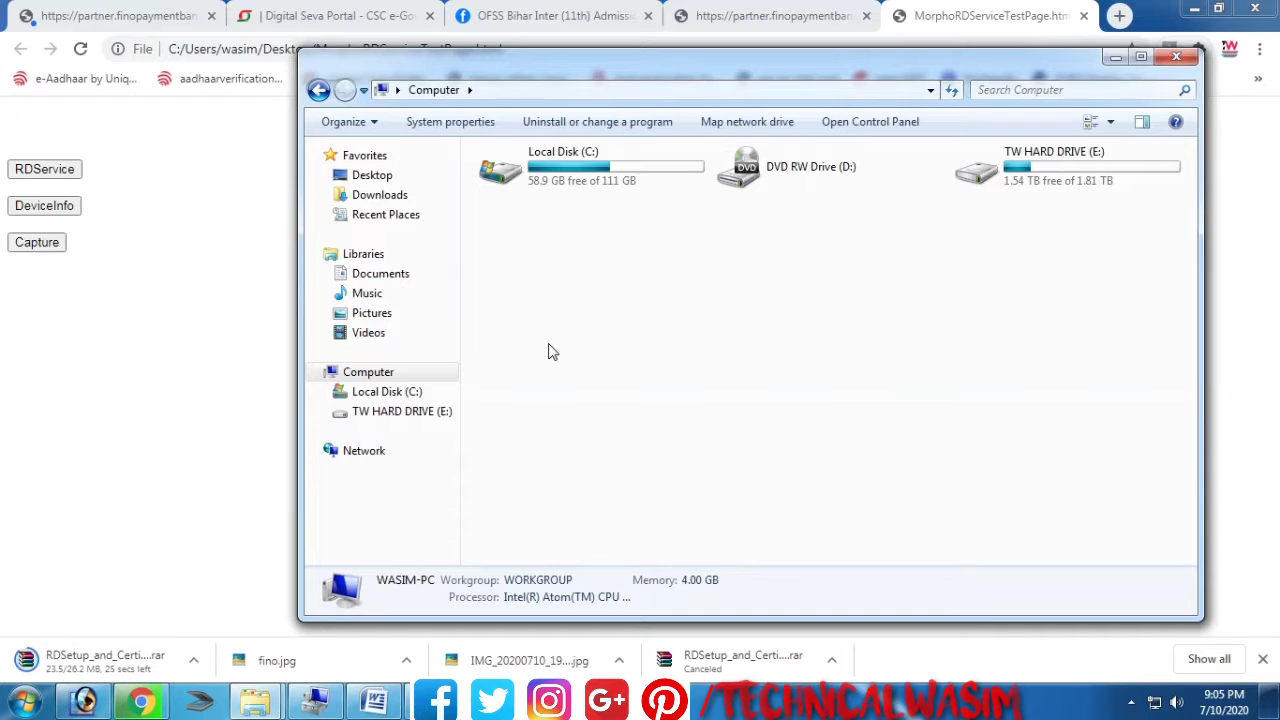 https://partner.finopaymentban
| Digital Seva Portal - CSC e-Go
OFSS Bihar Inter (11th) Admissi
https://partner.finopaymentban
MorphoRDServiceTestPage.htm
File
C:/Users/wasim/Deskt
e-Aadhaar by Uniq...
aadhaarverification...
»
RDService
DeviceInfo
Capture
Computer
Search Computer
Organize
System properties
Uninstall or change a program
Map network drive
Open Control Panel
Favorites
Desktop
Downloads
Recent Places
Libraries
Documents
Music
Pictures
Videos
Computer
Local Disk (C:)
TW HARD DRIVE (E:)
Network
Local Disk (C:)
58.9 GB free of 111 GB
DVD
DVD RW Drive (D:)
TW HARD DRIVE (E:)
1.54 TB free of 1.81 TB
WASIM-PC Workgroup: WORKGROUP Memory: 4.00 GB
Processor: Intel(R) Atom(TM) CPU ...
RDSetup_and_Certi....rar
23.5/26.2 MB, 25 secs left
fino.jpg
IMG_20200710_19....jpg
RDSetup_and_Certi....rar
Canceled
Show all
/TECHNICALWASIM
9:05 PM
7/10/2020